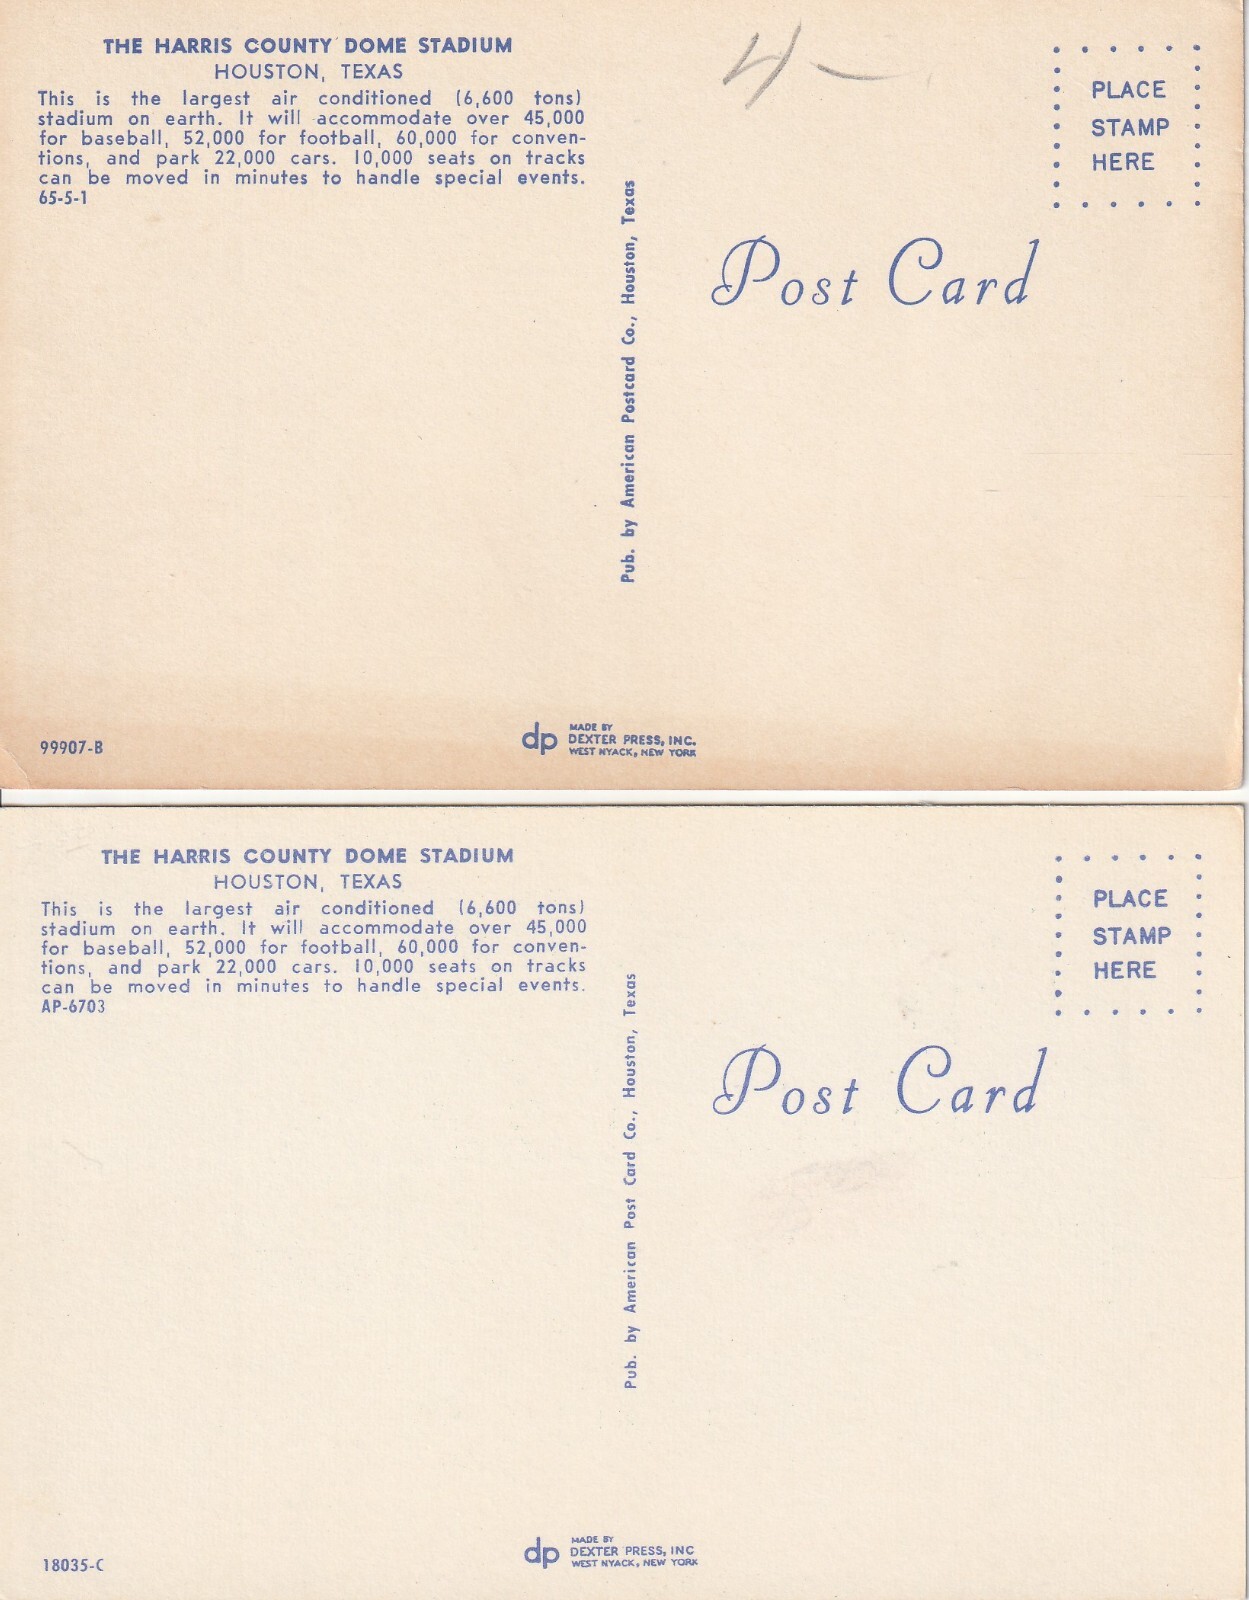 THE HARRIS COUNTY DOME STADIUM
HOUSTON, TEXAS
This is the largest air conditioned (6,600 tons)
stadium on earth. It will accommodate over 45,000
for baseball, 52,000 for football, 60,000 for conven-
tions, and park 22,000 cars. 10,000 seats on tracks
can be moved in minutes to handle special events.
65-5-1
4-
PLACE
STAMP
HERE
Post Card
Pub. by American Postcard Co., Houston, Texas
99907-B
dp
MADE BY
DEXTER PRESS, INC.
WEST NYACK, NEW YORK
THE HARRIS COUNTY DOME STADIUM
HOUSTON, TEXAS
This is the largest air conditioned (6,600 tons)
stadium on earth. It will accommodate over 45,000
for baseball, 52,000 for football, 60,000 for conven-
tions, and park 22,000 cars. 10,000 seats on tracks
can be moved in minutes to handle special events.
AP-6703
PLACE
STAMP
HERE
Post Card
Pub. by American Post Card Co., Houston, Texas
18035-C
dp
MADE BY
DEXTER PRESS, INC
WEST NYACK, NEW YORK